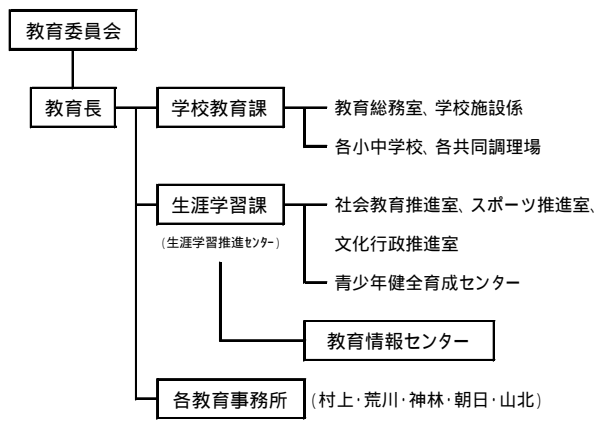 教育委員会
教育長
学校教育課
教育総務室、学校施設係
各小中学校、各共同調理場
生涯学習課
(生涯学習推進ｾﾝﾀｰ)
社会教育推進室、スポーツ推進室、
文化行政推進室
青少年健全育成センター
教育情報センター
各教育事務所
(村上･荒川･神林･朝日･山北)